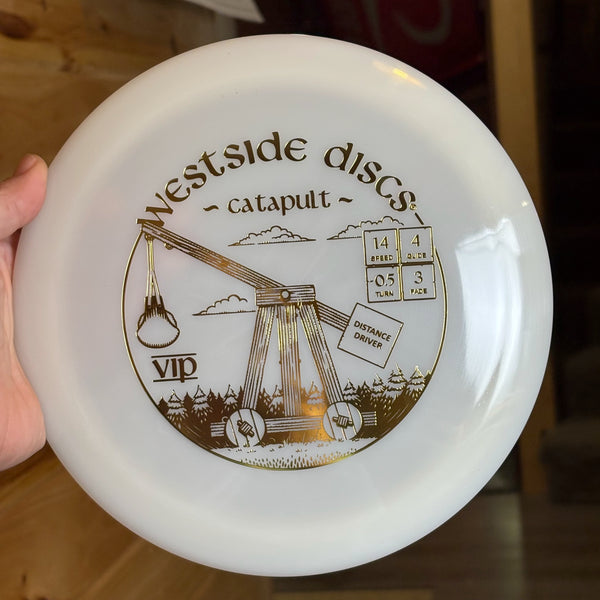 Westside Discs
~ Catapult ~
14 4
SPEED GLIDE
-0.5 3
TURN FADE
DISTANCE
DRIVER
VIP